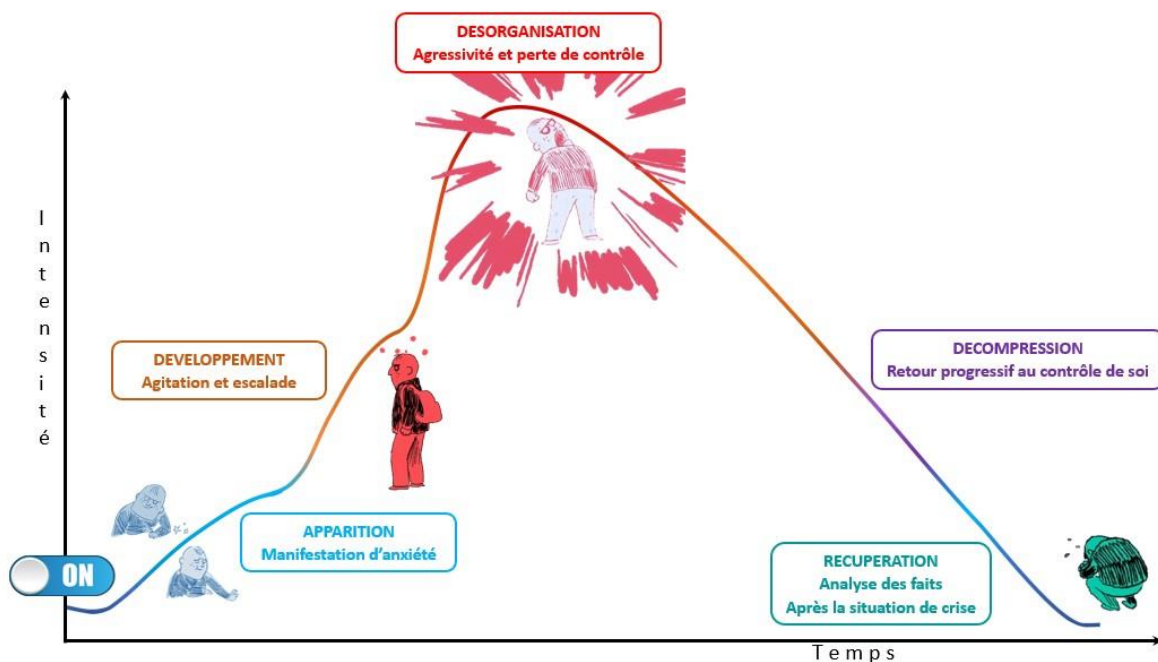 DESORGANISATION
Agressivité et perte de contrôle
Intensité
DEVELOPPEMENT
Agitation et escalade
DECOMPRESSION
Retour progressif au contrôle de soi
APPARITION
Manifestation d'anxiété
ON
RECUPERATION
Analyse des faits
Après la situation de crise
Temps